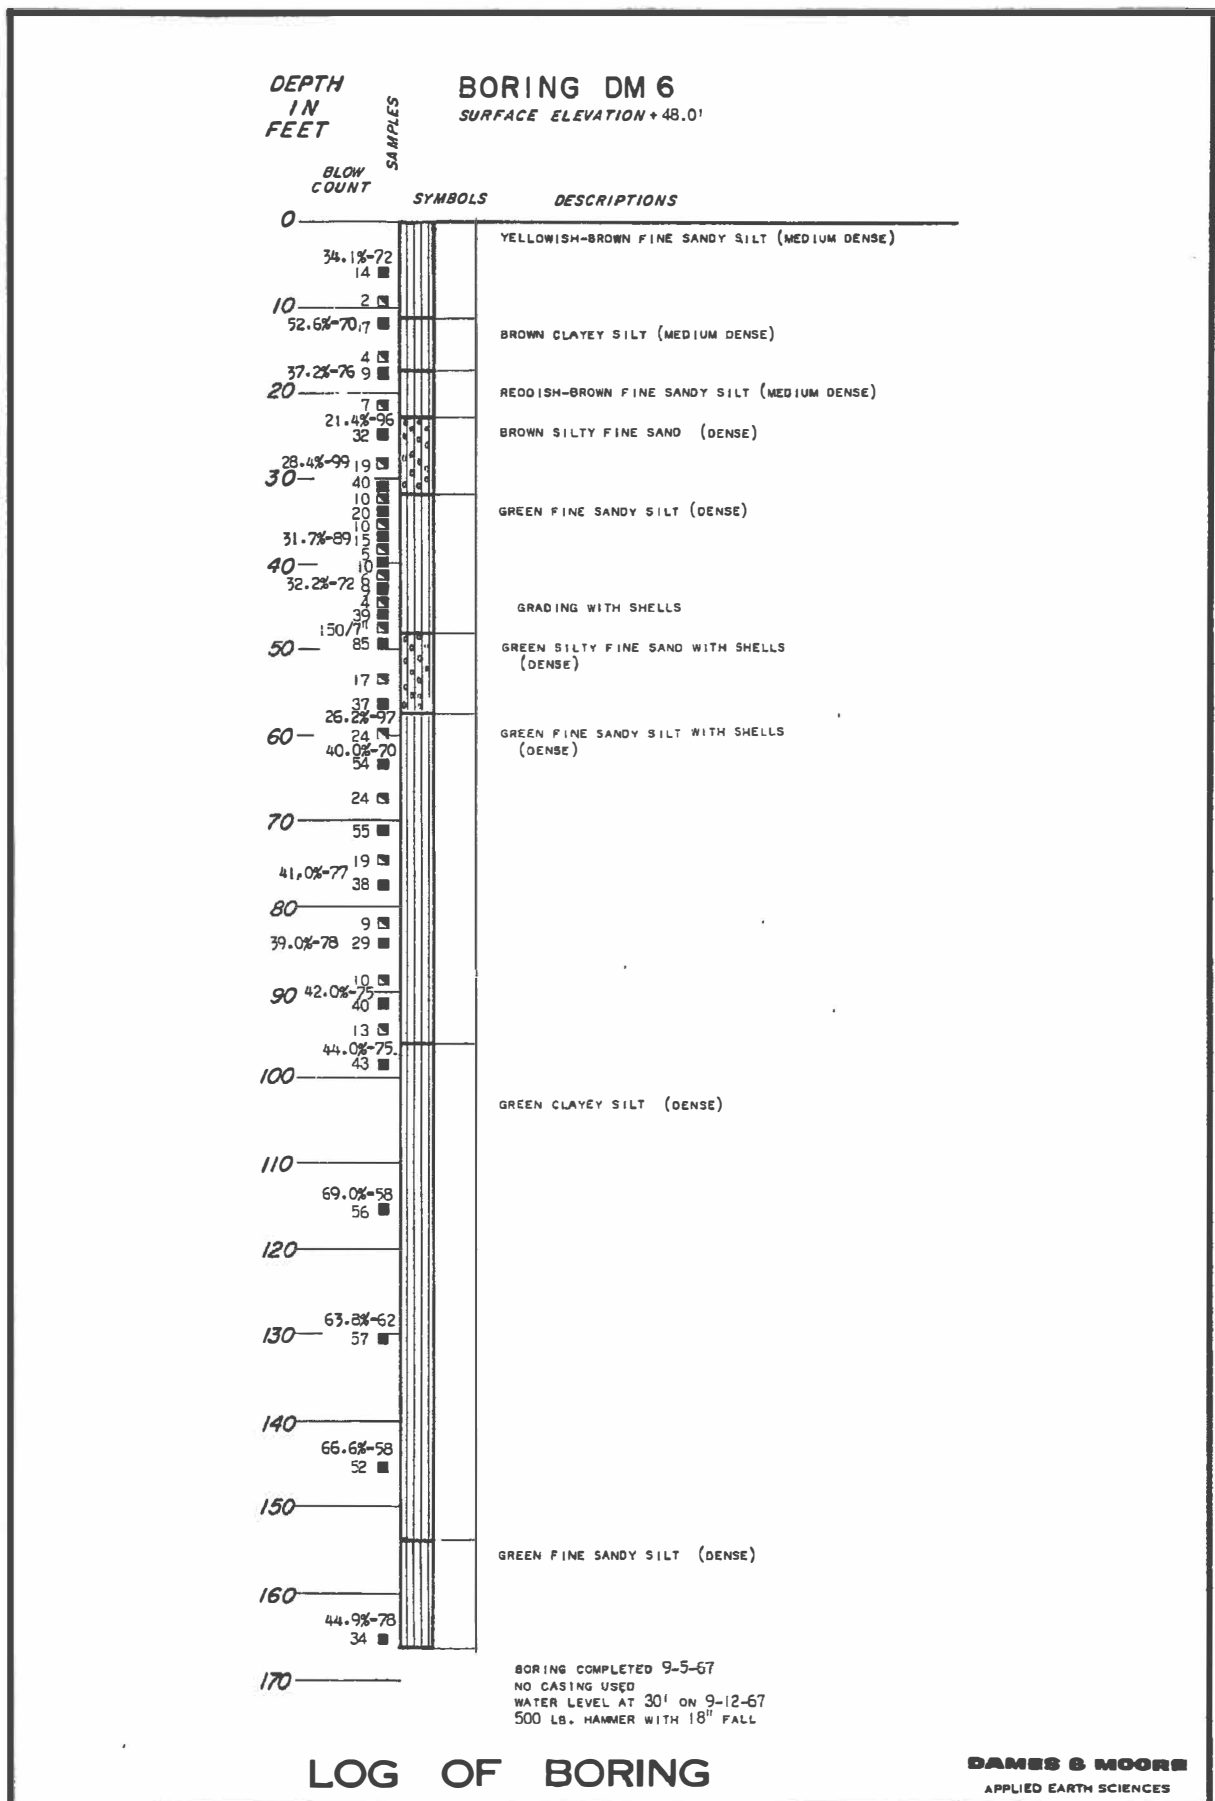 DEPTH
IN
FEET
SAMPLES
BORING DM 6
SURFACE ELEVATION + 48.0'
BLOW
COUNT
SYMBOLS DESCRIPTIONS
0
YELLOWISH-BROWN FINE SANDY SILT (MEDIUM DENSE)
34.1%-72
14
2
10
52.6%-70 17
BROWN CLAYEY SILT (MEDIUM DENSE)
4
37.2%-76 9
20
REDDISH-BROWN FINE SANDY SILT (MEDIUM DENSE)
7
21.4%-96
32
BROWN SILTY FINE SAND (DENSE)
28.4%-99 19
30
40
10
20
GREEN FINE SANDY SILT (DENSE)
10
31.7%-89 15
5
40
10
6
32.2%-72 8
4
39
GRADING WITH SHELLS
150/7"
50
85
GREEN SILTY FINE SAND WITH SHELLS
(DENSE)
17
37
26.2%-97
60
24
GREEN FINE SANDY SILT WITH SHELLS
(DENSE)
40.0%-70
54
24
70
55
19
41.0%-77
38
80
9
39.0%-78 29
10
90 42.0%-75
40
13
44.0%-75
43
100
GREEN CLAYEY SILT (DENSE)
110
69.0%-58
56
120
63.8%-62
130 57
140
66.6%-58
52
150
GREEN FINE SANDY SILT (DENSE)
160
44.9%-78
34
170
BORING COMPLETED 9-5-67
NO CASING USED
WATER LEVEL AT 30' ON 9-12-67
500 LB. HAMMER WITH 18" FALL
LOG OF BORING
DAMES & MOORE
APPLIED EARTH SCIENCES